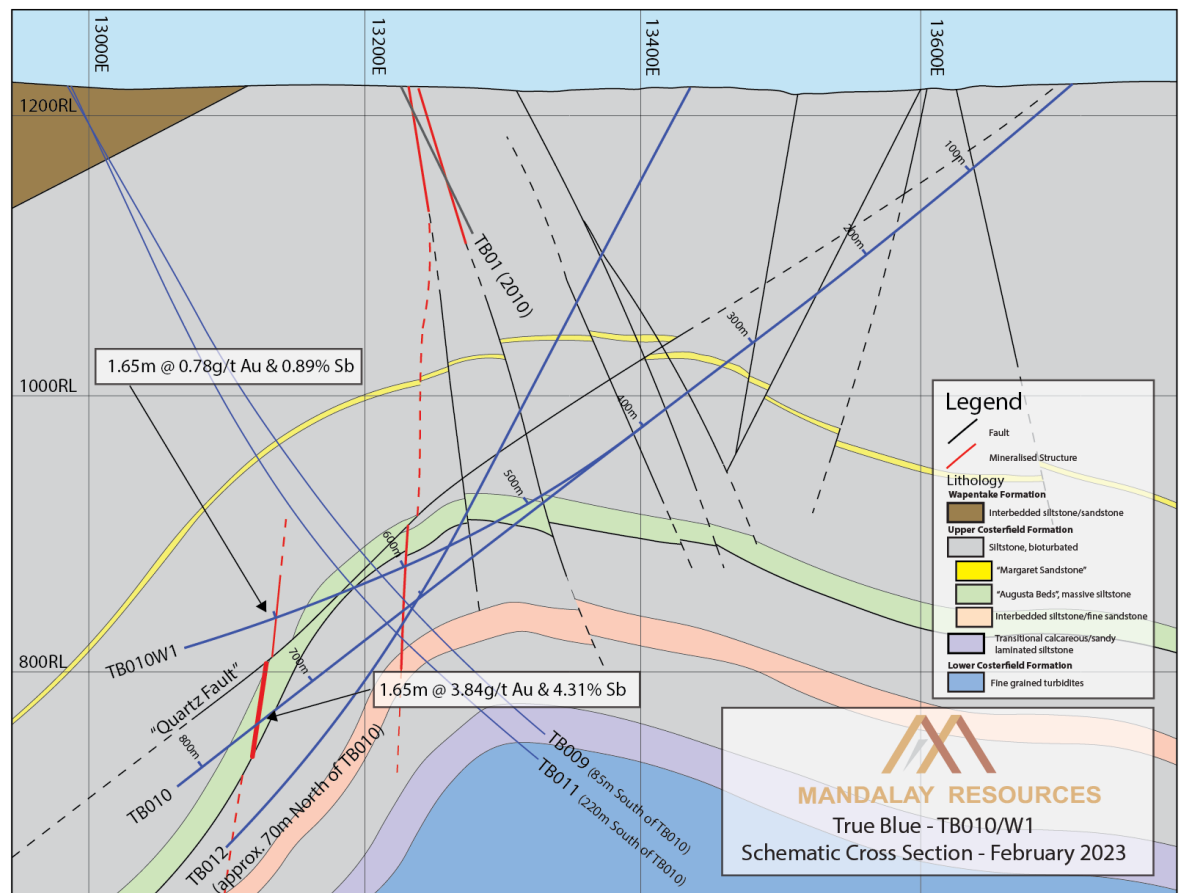 13000E
13200E
13400E
13600E
1200RL
1000RL
800RL
100m
200m
300m
400m
500m
600m
700m
800m
TB01 (2010)
1.65m @ 0.78g/t Au & 0.89% Sb
1.65m @ 3.84g/t Au & 4.31% Sb
TB010W1
"Quartz Fault"
TB010
TB012
(approx. 70m North of TB010)
TB009 (85m South of TB010)
TB011 (220m South of TB010)
Legend
Fault
Mineralised Structure
Lithology
Wapentake Formation
Interbedded siltstone/sandstone
Upper Costerfield Formation
Siltstone, bioturbated
"Margaret Sandstone"
"Augusta Beds", massive siltstone
Interbedded siltstone/fine sandstone
Transitional calcareous/sandy
laminated siltstone
Lower Costerfield Formation
Fine grained turbidites
MANDALAY RESOURCES
True Blue - TB010/W1
Schematic Cross Section - February 2023